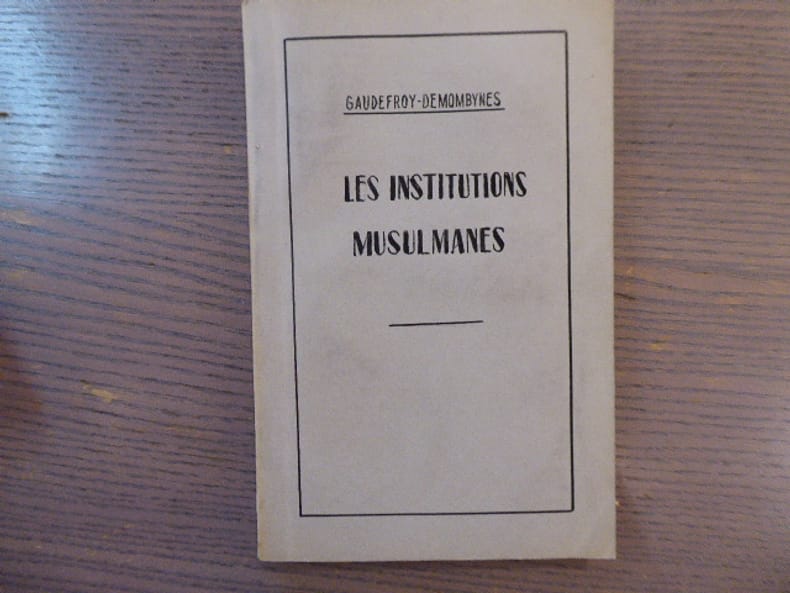 GAUDEFROY-DEMOMBYNES
LES INSTITUTIONS
MUSULMANES